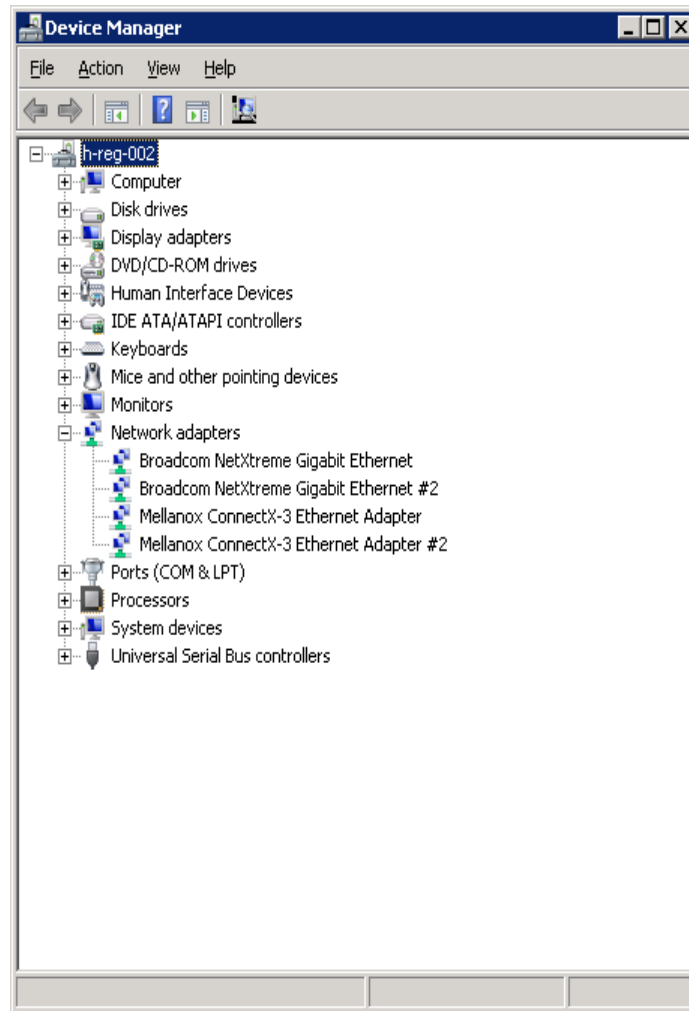 Device Manager
File Action View Help
h-reg-002
Computer
Disk drives
Display adapters
DVD/CD-ROM drives
Human Interface Devices
IDE ATA/ATAPI controllers
Keyboards
Mice and other pointing devices
Monitors
Network adapters
Broadcom NetXtreme Gigabit Ethernet
Broadcom NetXtreme Gigabit Ethernet #2
Mellanox ConnectX-3 Ethernet Adapter
Mellanox ConnectX-3 Ethernet Adapter #2
Ports (COM & LPT)
Processors
System devices
Universal Serial Bus controllers